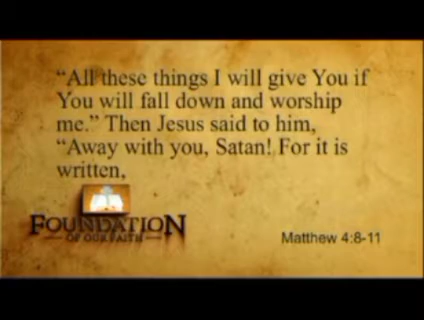 “All these things I will give You if
You will fall down and worship
me.” Then Jesus said to him,
“Away with you, Satan! For it is
written,
FOUNDATION
OF OUR FAITH
Matthew 4:8-11